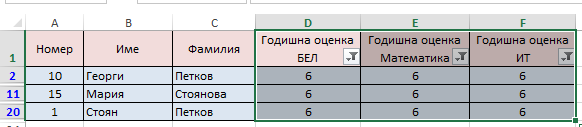 A B C D E F
1 Номер Име Фамилия Годишна оценка БЕЛ Годишна оценка Математика Годишна оценка ИТ
2 10 Георги Петков 6 6 6
11 15 Мария Стоянова 6 6 6
20 1 Стоян Петков 6 6 6